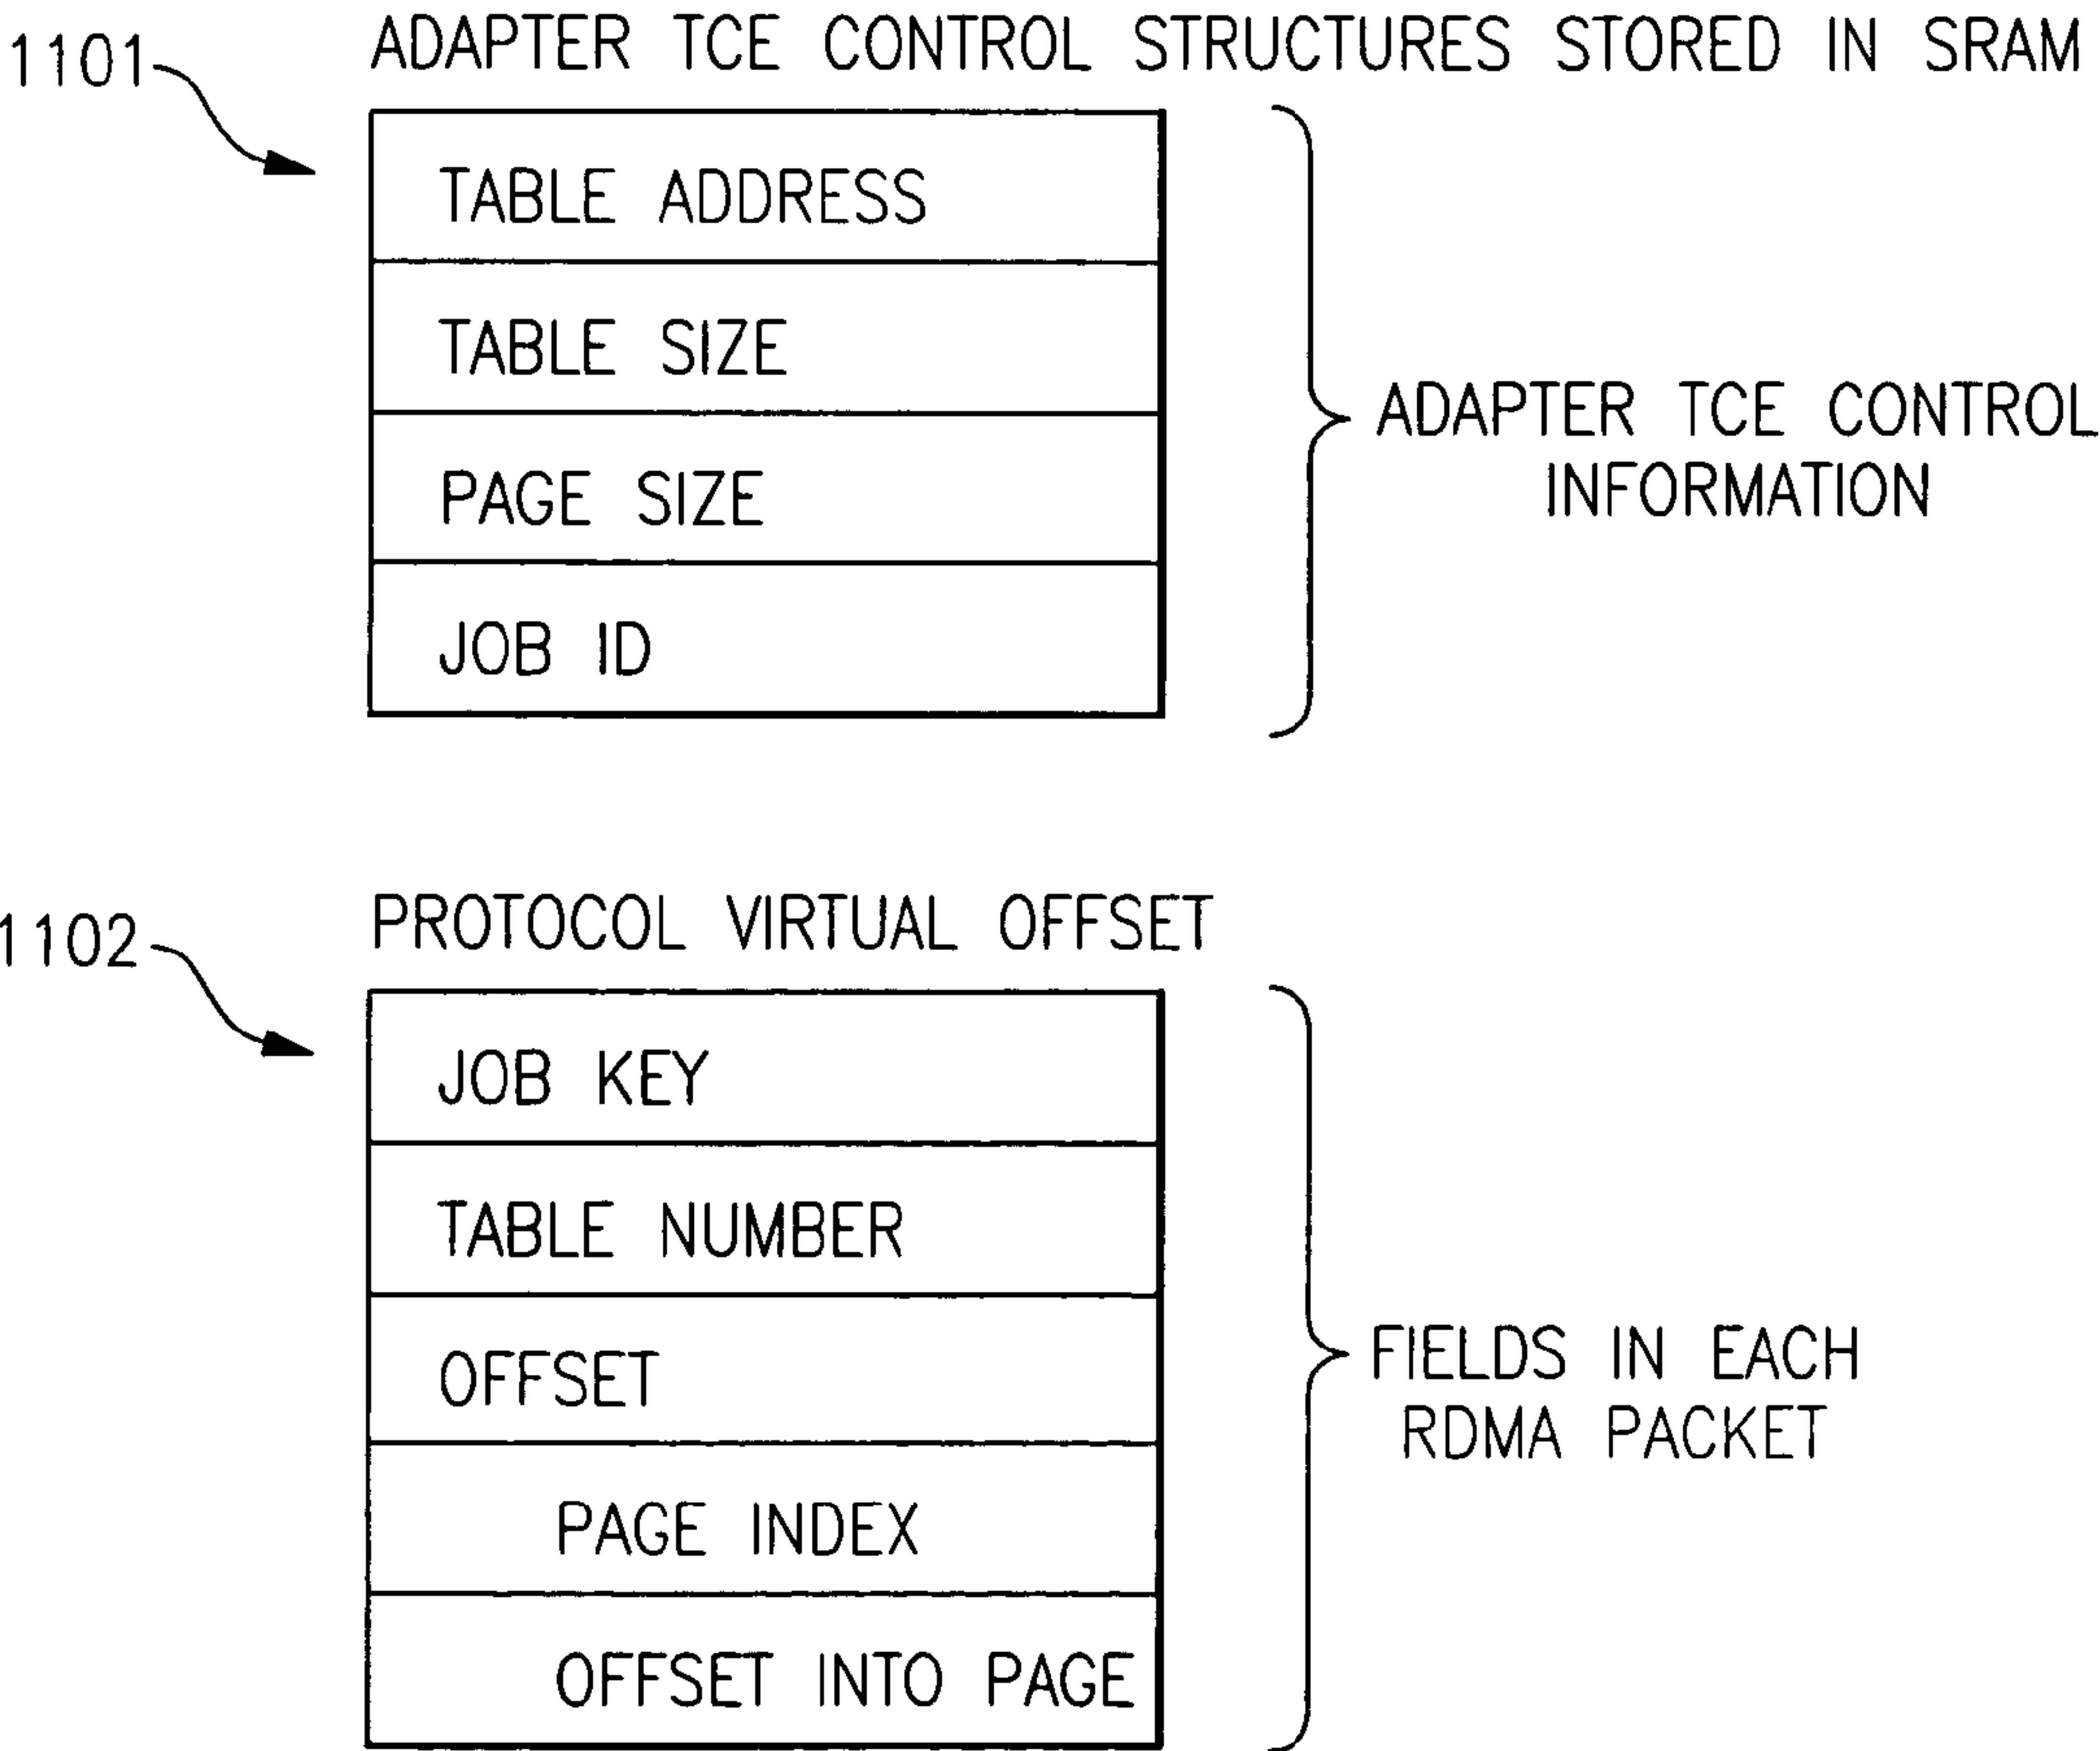 1101
ADAPTER TCE CONTROL STRUCTURES STORED IN SRAM
TABLE ADDRESS
TABLE SIZE
PAGE SIZE
JOB ID
ADAPTER TCE CONTROL
INFORMATION
1102
PROTOCOL VIRTUAL OFFSET
JOB KEY
TABLE NUMBER
OFFSET
PAGE INDEX
OFFSET INTO PAGE
FIELDS IN EACH
RDMA PACKET